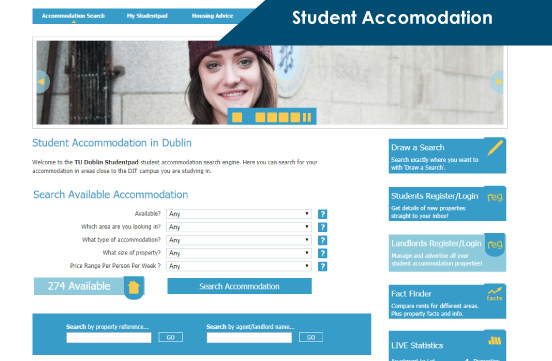 Student Accomodation
Accommodation Search
My Studentpad
Housing Advice
Student Accommodation in Dublin
Welcome to the TU Dublin Studentpad student accommodation search engine. Here you can search for your
accommodation in areas close to the DIT campus you are studying in.
Search Available Accommodation
Available? Any ?
Which area are you looking in? Any ?
What type of accommodation? Any ?
What size of property? Any ?
Price Range Per Person Per Week ? Any ?
274 Available
Search Accommodation
Search by property reference...
GO
Search by agent/landlord name...
GO
Draw a Search
Search exactly where you want to
with 'Draw a Search'.
Students Register/Login
reg
Get details of new properties
straight to your inbox!
Landlords Register/Login
reg
Manage and advertise all your
student accommodation properties!
Fact Finder
facts
Compare rents for different areas.
Plus property facts and info.
LIVE Statistics